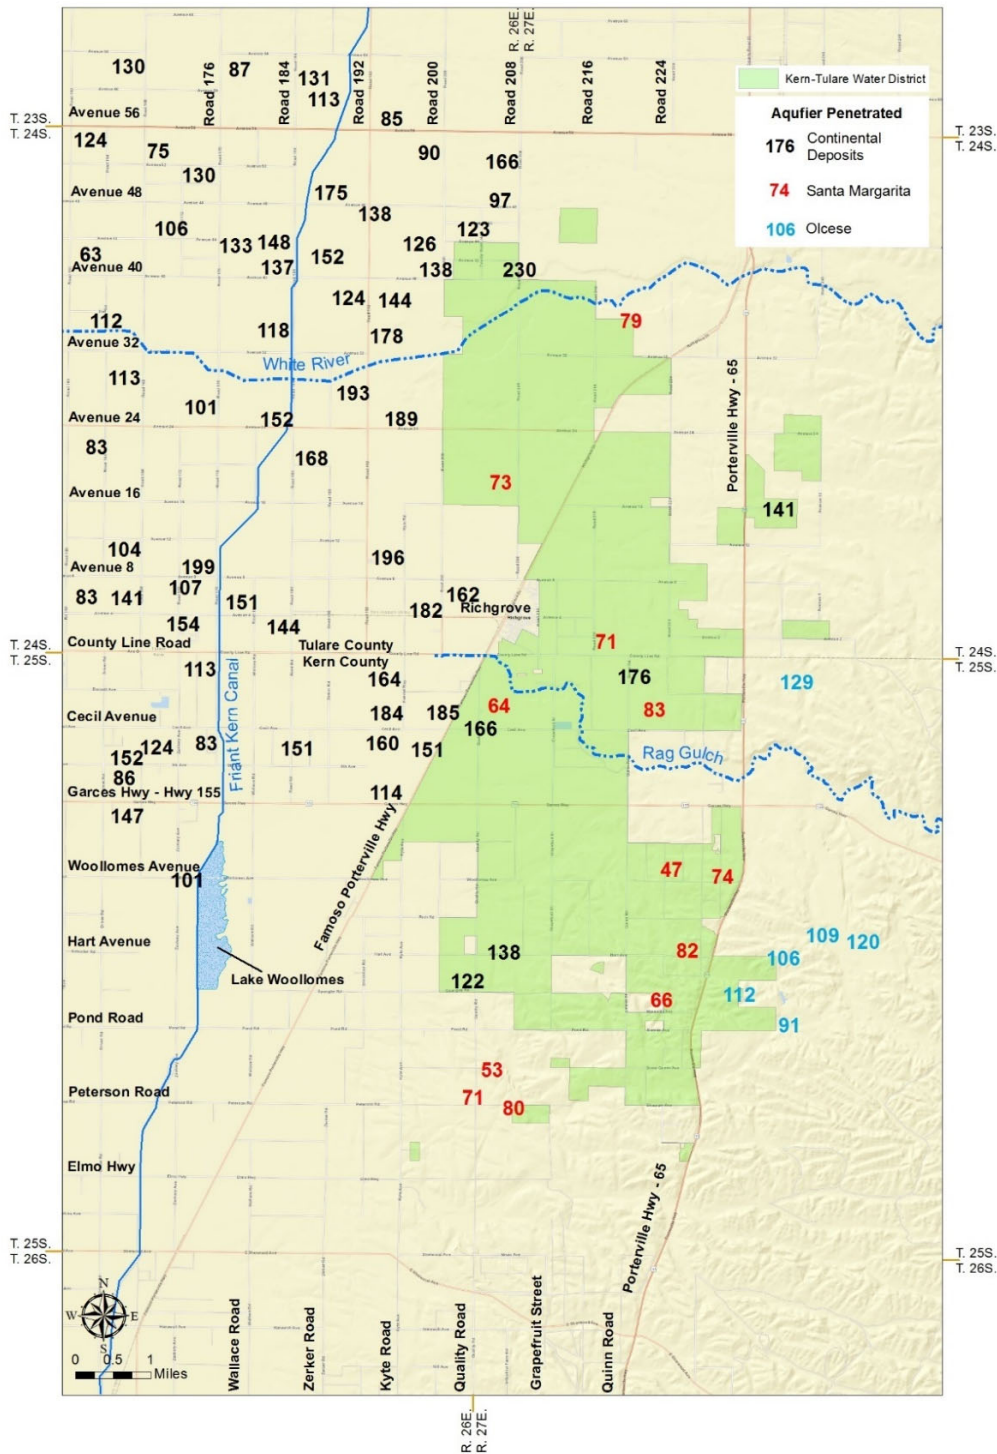 R. 26E.
R. 27E.
130
Road 176
87
Road 184
131
113
Road 192
85
Road 200
Road 208
Road 216
Road 224
Kern-Tulare Water District
Aqufier Penetrated
176 Continental
Deposits
74 Santa Margarita
106 Olcese
Avenue 56
T. 23S.
T. 24S.
T. 23S.
T. 24S.
124
75
130
90
166
Avenue 48
175
97
138
106
133
148
123
126
63
Avenue 40
137
152
138
230
124
144
112
118
178
79
Avenue 32
White River
113
193
101
Avenue 24
152
189
83
168
73
Porterville Hwy - 65
Avenue 16
141
104
Avenue 8
199
196
83
141
107
151
162
182
Richgrove
Richgrove
154
144
County Line Road
Tulare County
Kern County
71
T. 24S.
T. 25S.
T. 24S.
T. 25S.
113
164
176
129
Friant Kern Canal
Cecil Avenue
184
185
64
166
83
124
83
151
160
151
152
Rag Gulch
86
Garces Hwy - Hwy 155
114
147
Famoso Porterville Hwy
Woollomes Avenue
101
47
74
Hart Avenue
138
82
109
120
106
Lake Woollomes
122
66
112
Pond Road
91
53
Peterson Road
71
80
Elmo Hwy
Porterville Hwy - 65
T. 25S.
T. 26S.
T. 25S.
T. 26S.
N
W
E
S
0 0.5 1
Miles
Wallace Road
Zerker Road
Kyte Road
Quality Road
Grapefruit Street
Quinn Road
R. 26E.
R. 27E.